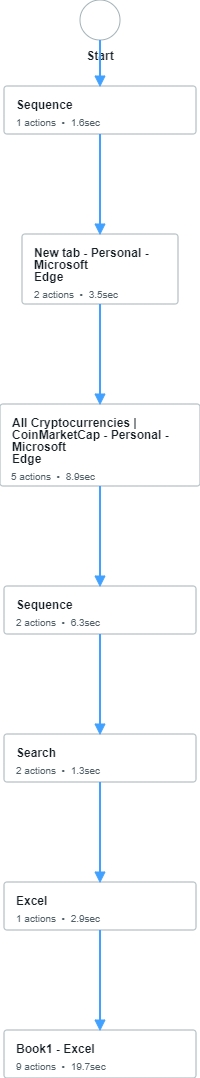 Start
Sequence
1 actions • 1.6sec
New tab - Personal -
Microsoft
Edge
2 actions • 3.5sec
All Cryptocurrencies |
CoinMarketCap - Personal -
Microsoft
Edge
5 actions • 8.9sec
Sequence
2 actions • 6.3sec
Search
2 actions • 1.3sec
Excel
1 actions • 2.9sec
Book1 - Excel
9 actions • 19.7sec